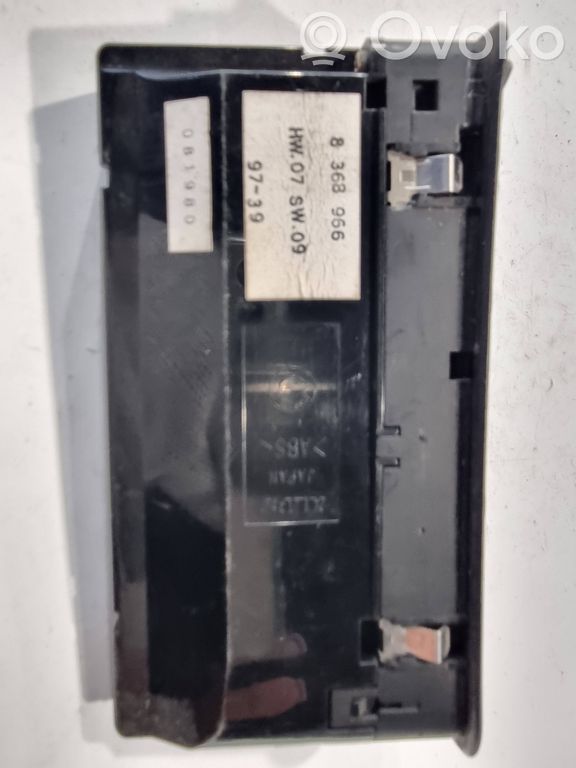 Ovoko
8 368 966
HW.07 SW.09
97-39
081980
>ABS<
JAPAN